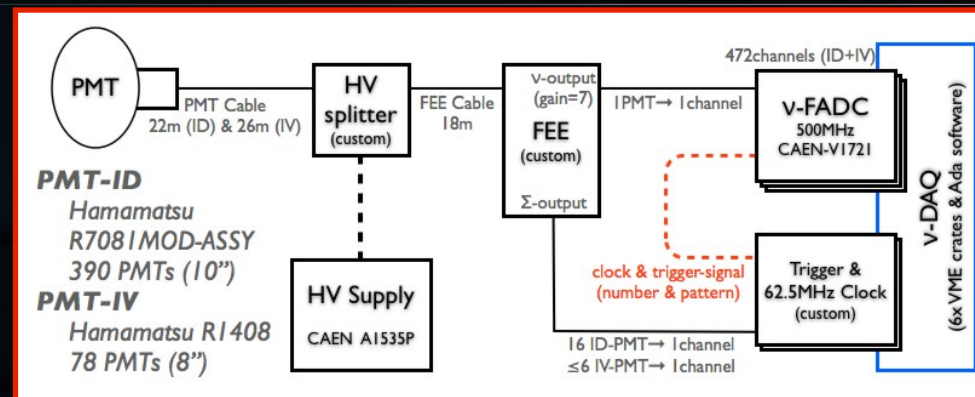 PMT
PMT Cable
22m (ID) & 26m (IV)
PMT-ID
Hamamatsu
R7081MOD-ASSY
390 PMTs (10”)
PMT-IV
Hamamatsu R1408
78 PMTs (8”)
HV
splitter
(custom)
HV Supply
CAEN A1535P
FEE Cable
18m
ν-output
(gain=7)
FEE
(custom)
Σ-output
472channels (ID+IV)
1PMT→ 1channel
ν-FADC
500MHz
CAEN-V1721
clock & trigger-signal
(number & pattern)
Trigger &
62.5MHz Clock
(custom)
16 ID-PMT→ 1channel
≤6 IV-PMT→ 1channel
ν-DAQ
(6x VME crates & Ada software)